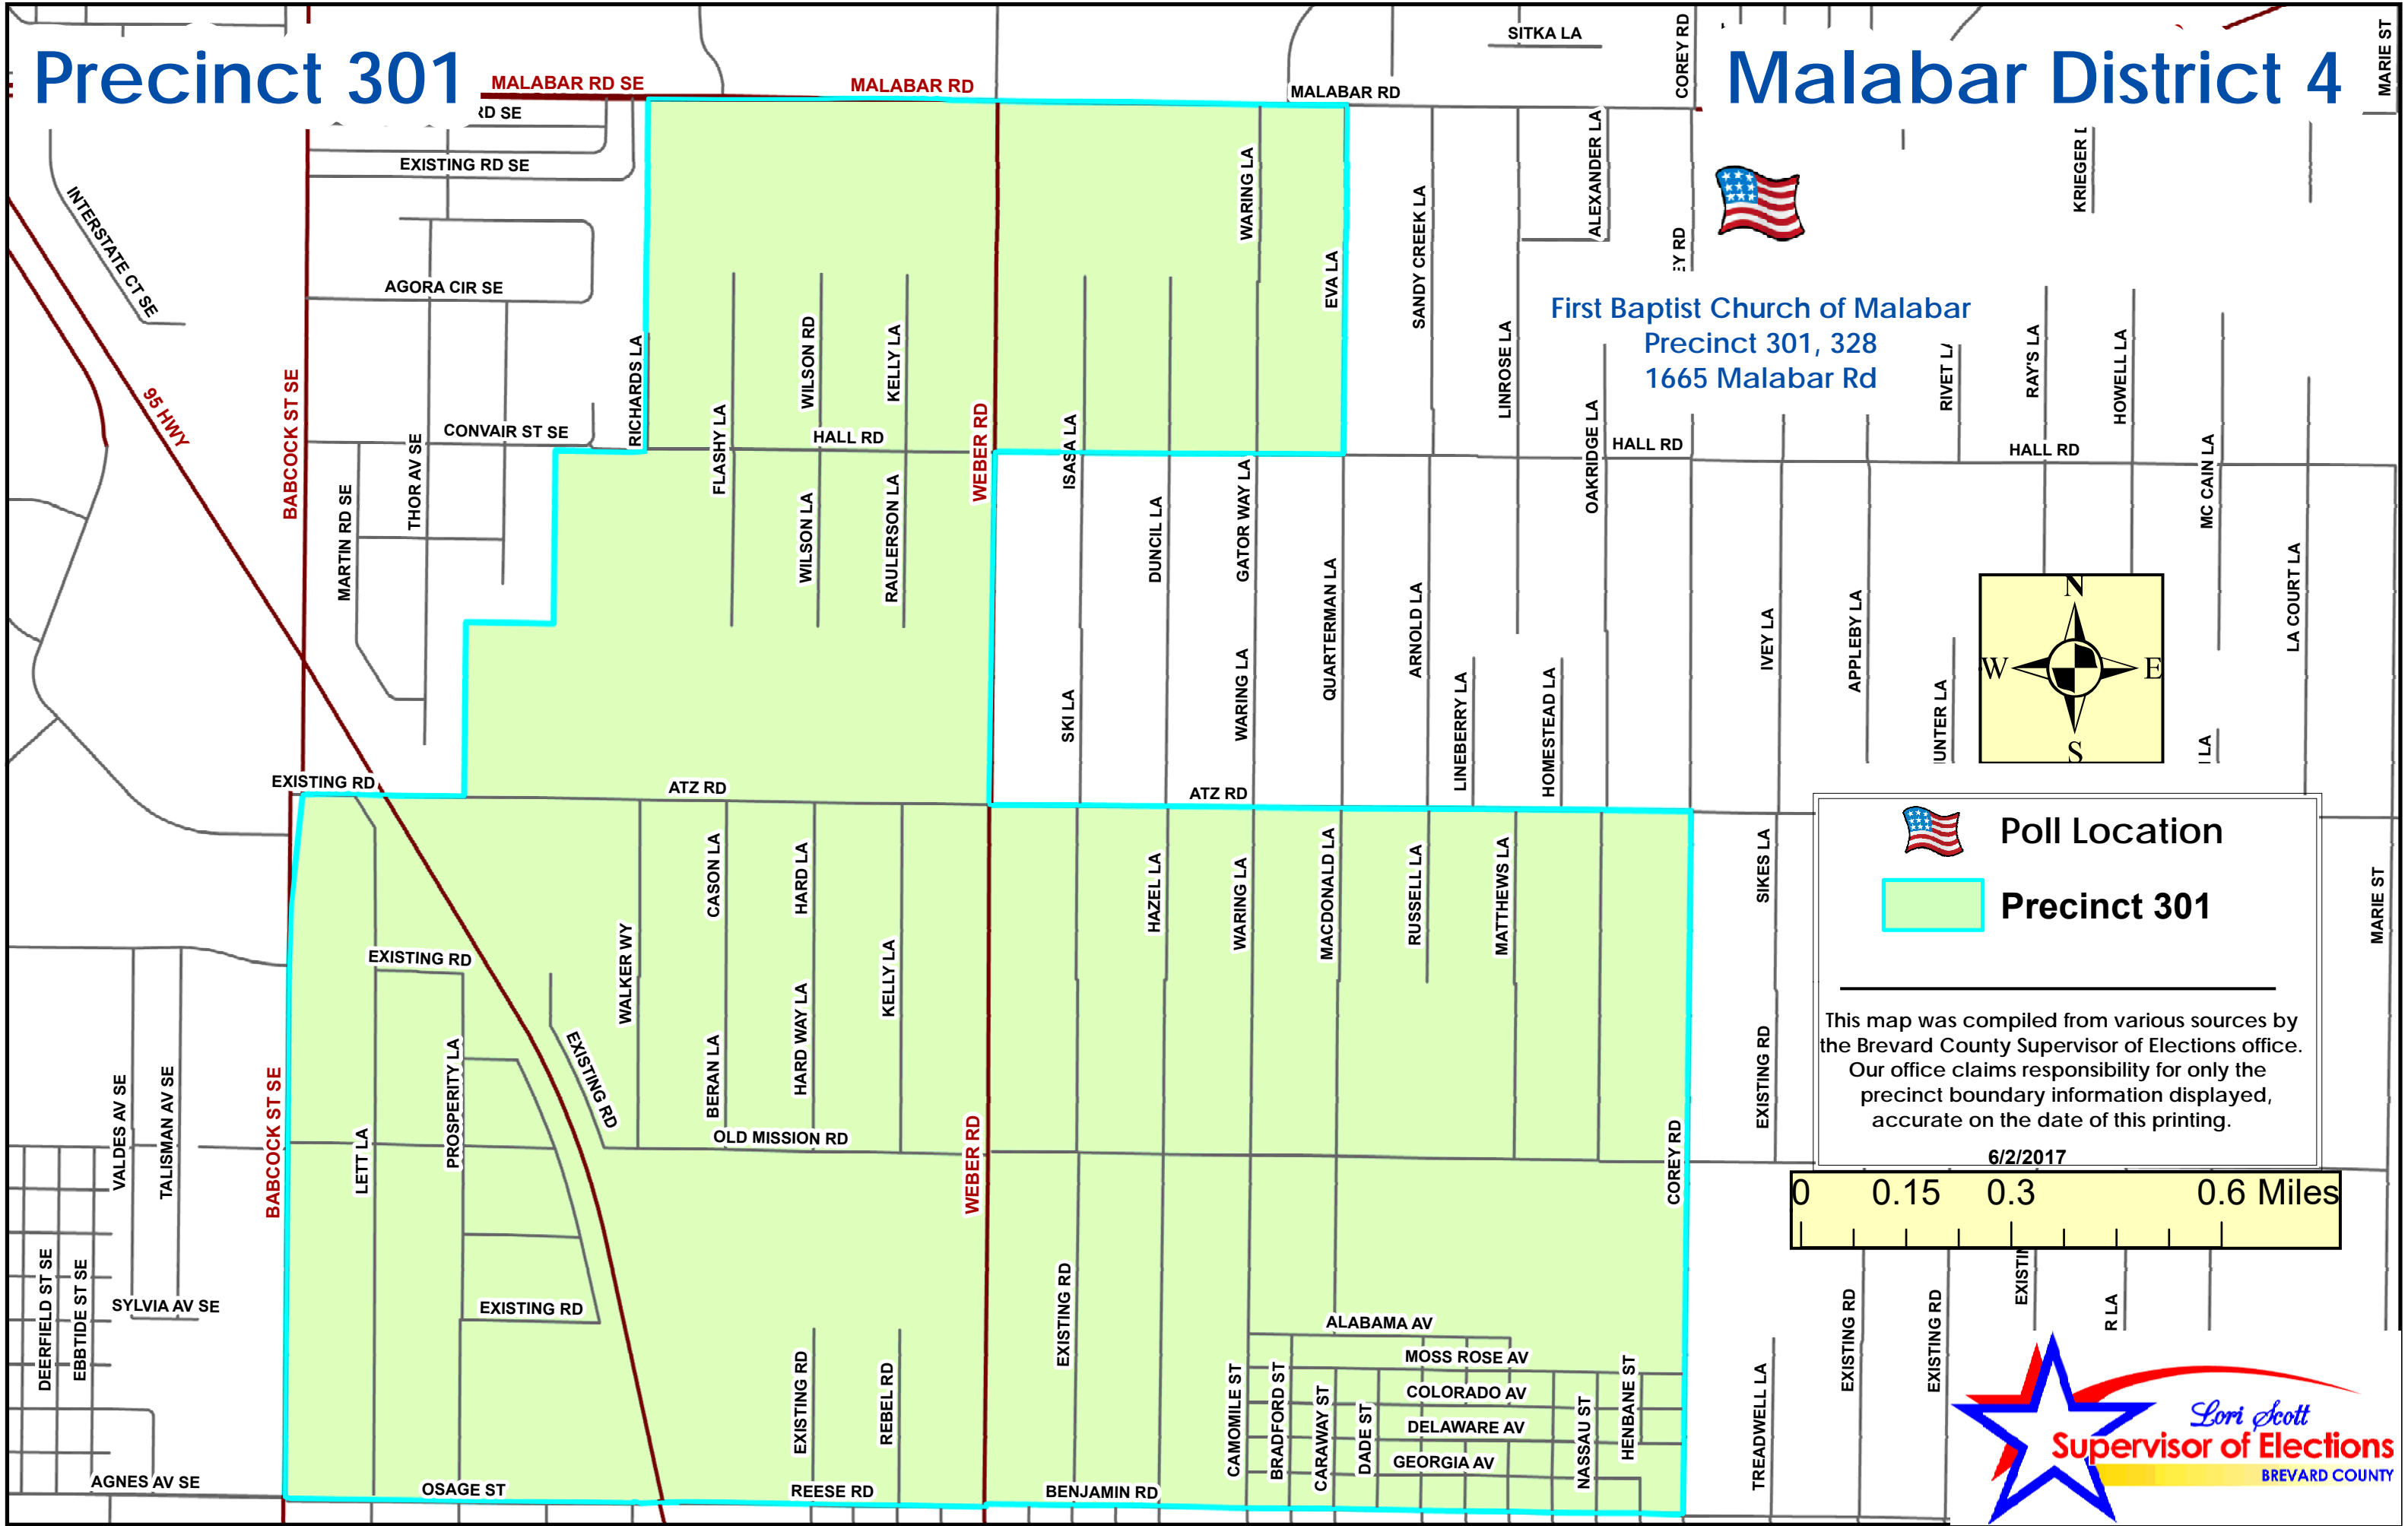 Precinct 301
Malabar District 4
MALABAR RD SE
MALABAR RD
MALABAR RD
SITKA LA
COREY RD
MARIE ST
RD SE
EXISTING RD SE
INTERSTATE CT SE
AGORA CIR SE
95 HWY
BABCOCK ST SE
CONVAIR ST SE
THOR AV SE
MARTIN RD SE
RICHARDS LA
FLASHY LA
WILSON RD
KELLY LA
HALL RD
WILSON LA
RAULERSON LA
WEBER RD
WARING LA
EVA LA
ISASA LA
DUNCIL LA
GATOR WAY LA
SKI LA
WARING LA
QUARTERMAN LA
SANDY CREEK LA
LINROSE LA
ALEXANDER LA
EY RD
KRIEGER
First Baptist Church of Malabar
Precinct 301, 328
1665 Malabar Rd
OAKRIDGE LA
HALL RD
RIVET LA
RAY'S LA
HOWELL LA
HALL RD
MC CAIN LA
LA COURT LA
ARNOLD LA
LINEBERRY LA
HOMESTEAD LA
IVEY LA
APPLEBY LA
UNTER LA
LA
N
W
E
S
EXISTING RD
ATZ RD
ATZ RD
CASON LA
HARD LA
WALKER WY
KELLY LA
BERAN LA
HARD WAY LA
EXISTING RD
EXISTING RD
PROSPERITY LA
LETT LA
OLD MISSION RD
WEBER RD
HAZEL LA
WARING LA
MACDONALD LA
RUSSELL LA
MATTHEWS LA
COREY RD
SIKES LA
EXISTING RD
MARIE ST
Poll Location
Precinct 301
This map was compiled from various sources by
the Brevard County Supervisor of Elections office.
Our office claims responsibility for only the
precinct boundary information displayed,
accurate on the date of this printing.
6/2/2017
0 0.15 0.3 0.6 Miles
VALDES AV SE
TALISMAN AV SE
BABCOCK ST SE
DEERFIELD ST SE
EBBTIDE ST SE
SYLVIA AV SE
AGNES AV SE
EXISTING RD
OSAGE ST
EXISTING RD
REBEL RD
REESE RD
EXISTING RD
BENJAMIN RD
ALABAMA AV
MOSS ROSE AV
COLORADO AV
DELAWARE AV
GEORGIA AV
CAMOMILE ST
BRADFORD ST
CARAWAY ST
DADE ST
NASSAU ST
HENBANE ST
TREADWELL LA
EXISTING RD
EXISTING RD
EXISTIN
R LA
Lori Scott
Supervisor of Elections
BREVARD COUNTY